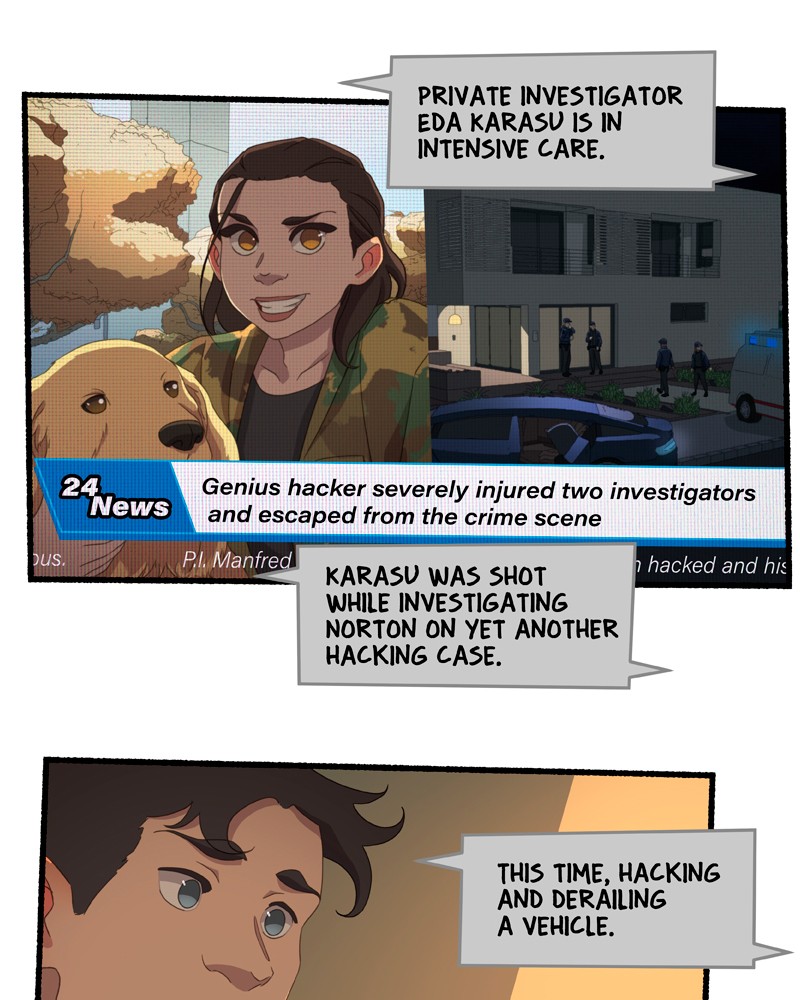 PRIVATE INVESTIGATOR
EDA KARASU IS IN
INTENSIVE CARE.
24
News
Genius hacker severely injured two investigators
and escaped from the crime scene
P.I. Manfred
hacked and his
KARASU WAS SHOT
WHILE INVESTIGATING
NORTON ON YET ANOTHER
HACKING CASE.
THIS TIME, HACKING
AND DERAILING
A VEHICLE.